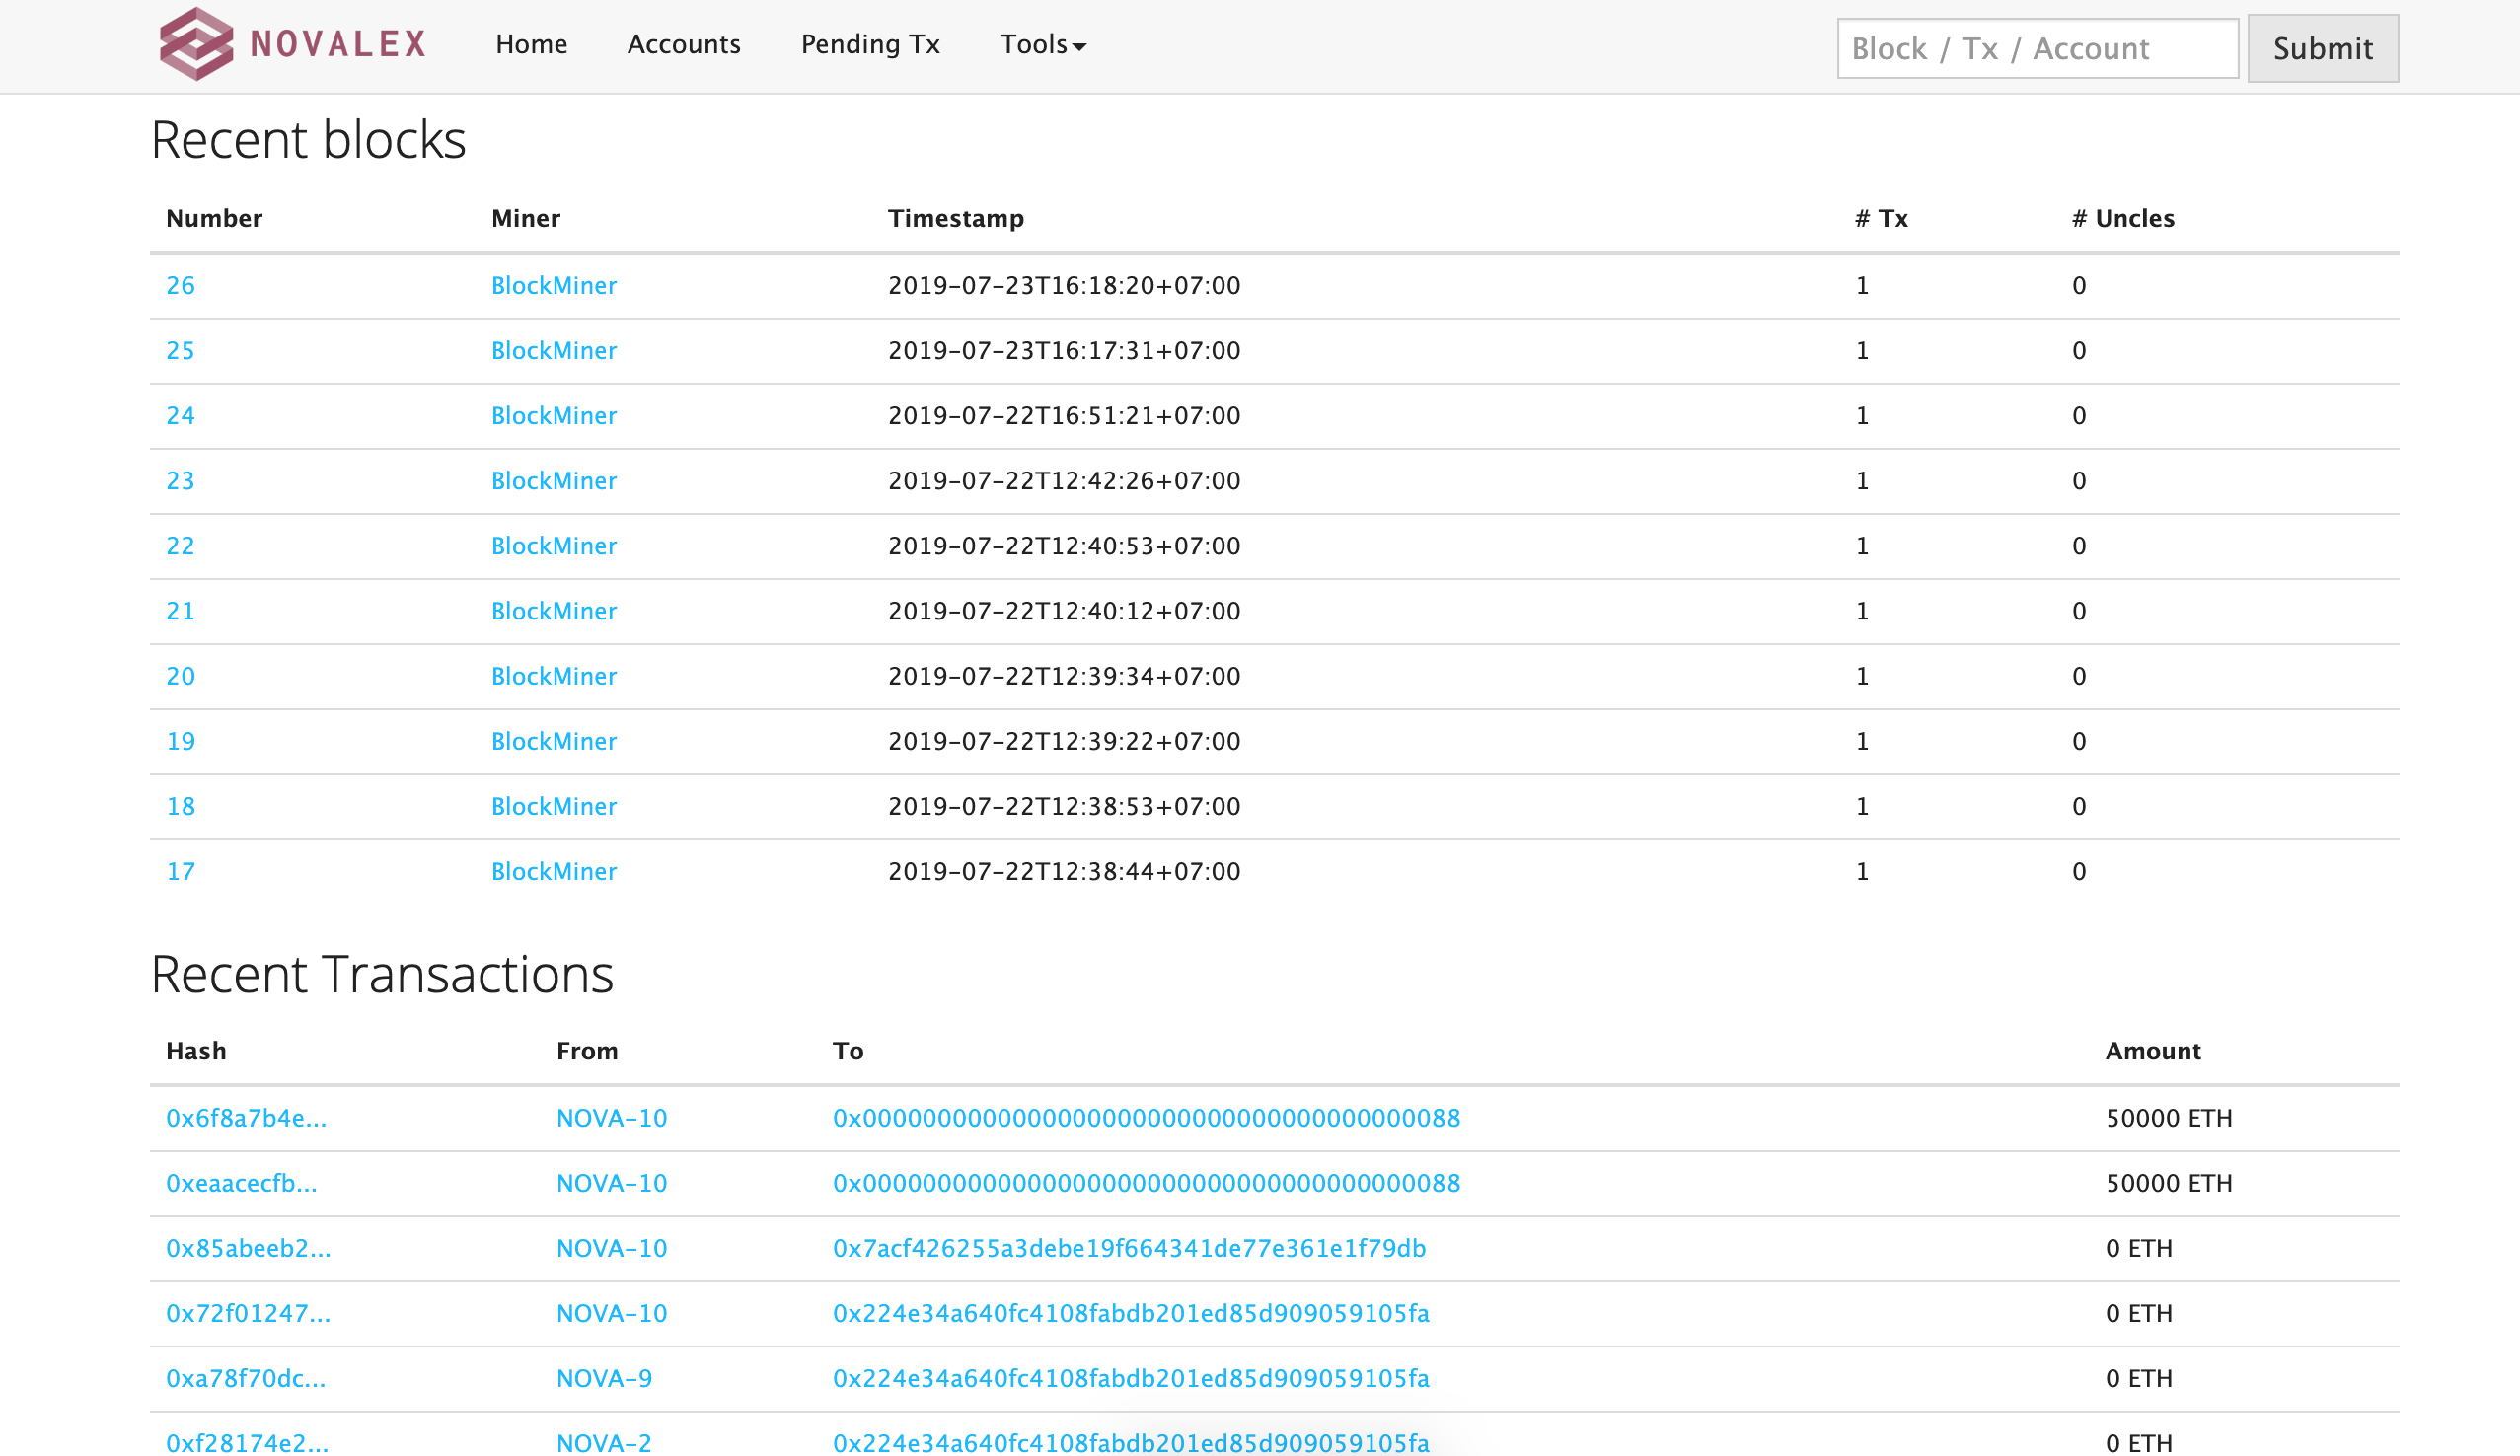 NOVALEX Home Accounts Pending Tx Tools Block / Tx / Account Submit
Recent blocks
Number Miner Timestamp # Tx # Uncles
26 BlockMiner 2019-07-23T16:18:20+07:00 1 0
25 BlockMiner 2019-07-23T16:17:31+07:00 1 0
24 BlockMiner 2019-07-22T16:51:21+07:00 1 0
23 BlockMiner 2019-07-22T12:42:26+07:00 1 0
22 BlockMiner 2019-07-22T12:40:53+07:00 1 0
21 BlockMiner 2019-07-22T12:40:12+07:00 1 0
20 BlockMiner 2019-07-22T12:39:34+07:00 1 0
19 BlockMiner 2019-07-22T12:39:22+07:00 1 0
18 BlockMiner 2019-07-22T12:38:53+07:00 1 0
17 BlockMiner 2019-07-22T12:38:44+07:00 1 0
Recent Transactions
Hash From To Amount
0x6f8a7b4e... NOVA-10 0x0000000000000000000000000000000000000088 50000 ETH
0xeaacecfb... NOVA-10 0x0000000000000000000000000000000000000088 50000 ETH
0x85abeeb2... NOVA-10 0x7acf426255a3debe19f664341de77e361e1f79db 0 ETH
0x72f01247... NOVA-10 0x224e34a640fc4108fabdb201ed85d909059105fa 0 ETH
0xa78f70dc... NOVA-9 0x224e34a640fc4108fabdb201ed85d909059105fa 0 ETH
0xf28174e2... NOVA-2 0x224e34a640fc4108fabdb201ed85d909059105fa 0 ETH